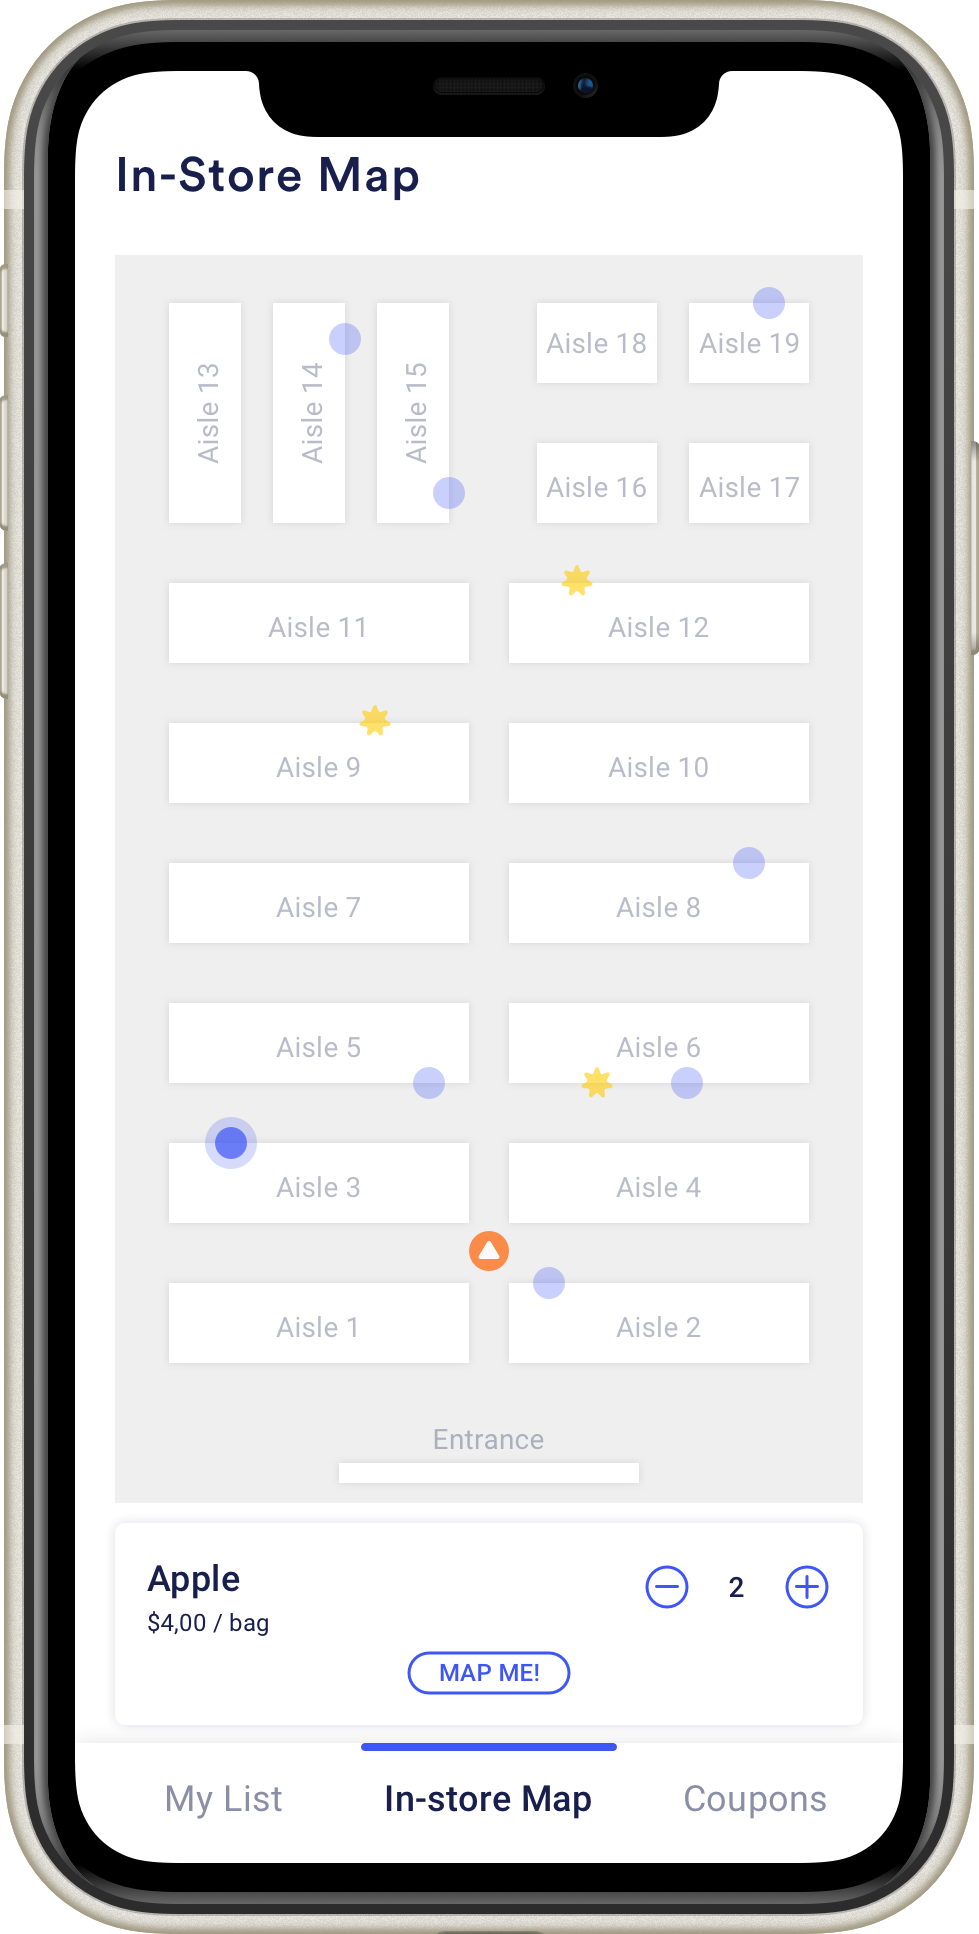 In-Store Map
Aisle 13
Aisle 14
Aisle 15
Aisle 18
Aisle 19
Aisle 16
Aisle 17
Aisle 11
Aisle 12
Aisle 9
Aisle 10
Aisle 7
Aisle 8
Aisle 5
Aisle 6
Aisle 3
Aisle 4
Aisle 1
Aisle 2
Entrance
Apple
2
$4,00 / bag
MAP ME!
My List
In-store Map
Coupons